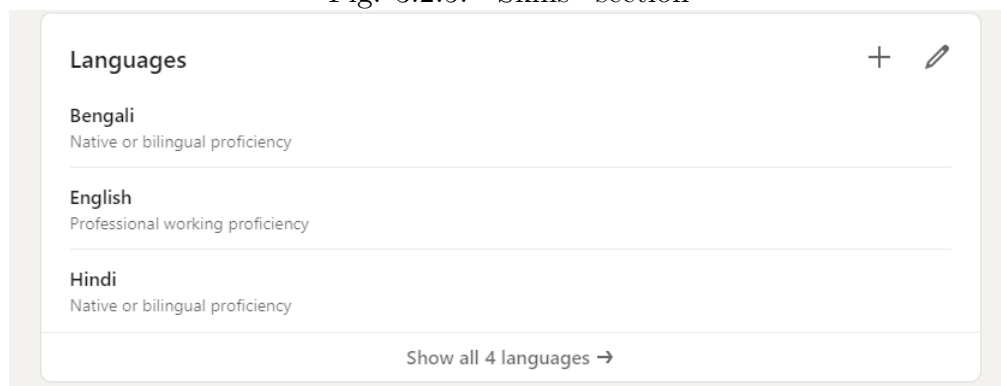 Languages
Bengali
Native or bilingual proficiency
English
Professional working proficiency
Hindi
Native or bilingual proficiency
Show all 4 languages →